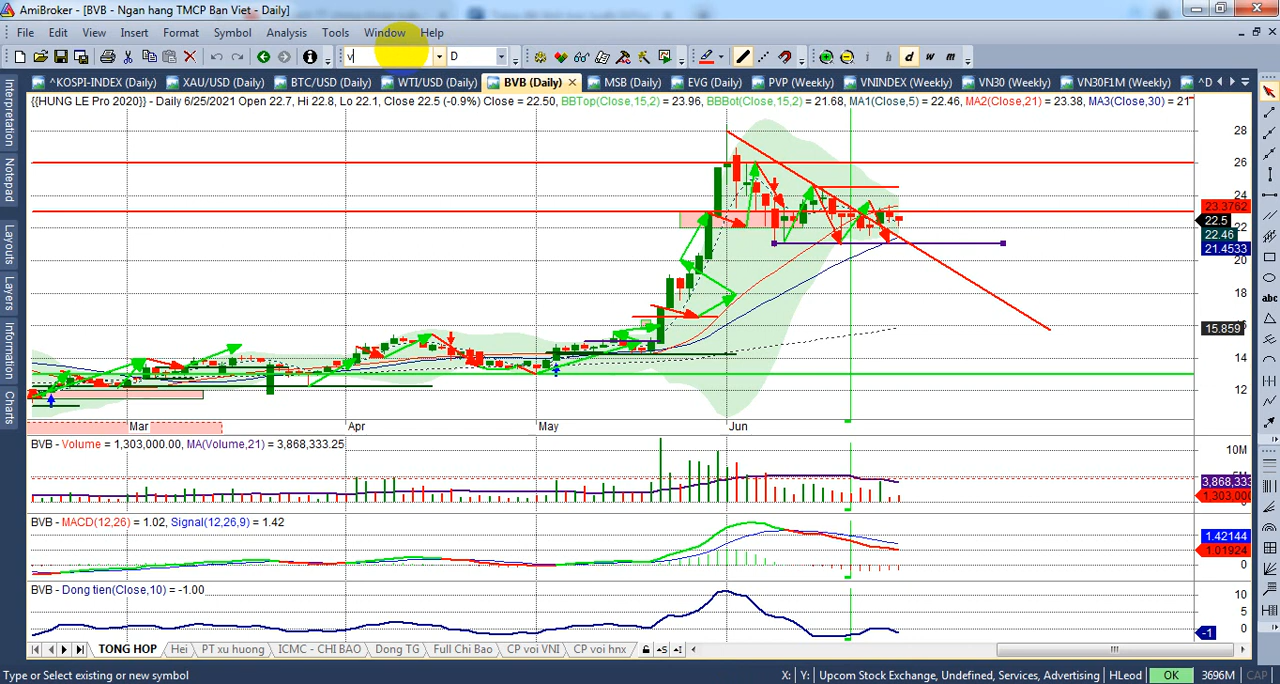 AmiBroker - [BVB - Ngan hang TMCP Ban Viet - Daily]
File Edit View Insert Format Symbol Analysis Tools Window Help
v D d w m
^KOSPI-INDEX (Daily) XAU/USD (Daily) BTC/USD (Daily) WTI/USD (Daily) BVB (Daily) MSB (Daily) EVG (Daily) PVP (Weekly) VNINDEX (Weekly) VN30 (Weekly) VN30F1M (Weekly) ^D
{{HUNG LE Pro 2020}} - Daily 6/25/2021 Open 22.7, Hi 22.8, Lo 22.1, Close 22.5 (-0.9%) Close = 22.50, BBTop(Close,15,2) = 23.96, BBBot(Close,15,2) = 21.68, MA1(Close,5) = 22.46, MA2(Close,21) = 23.38, MA3(Close,30) = 21
Interpretation
Notepad
Layouts
Layers
Information
Charts
28
26
24
23.3762
22.5
22
22.46
21.4533
20
18
15.859
14
12
Mar Apr May Jun
BVB - Volume = 1,303,000.00, MA(Volume,21) = 3,868,333.25
10M
3,868,333
1,303,000
BVB - MACD(12,26) = 1.02, Signal(12,26,9) = 1.42
1.42144
1.01924
0
BVB - Dong tien(Close,10) = -1.00
10
5
0
-1
TONG HOP Hei PT xu huong ICMC - CHI BAO Dong TG Full Chi Bao CP voi VNI CP voi hnx
abc
Type or Select existing or new symbol X: Y: Upcom Stock Exchange, Undefined, Services, Advertising HLeod OK 3696M CAP